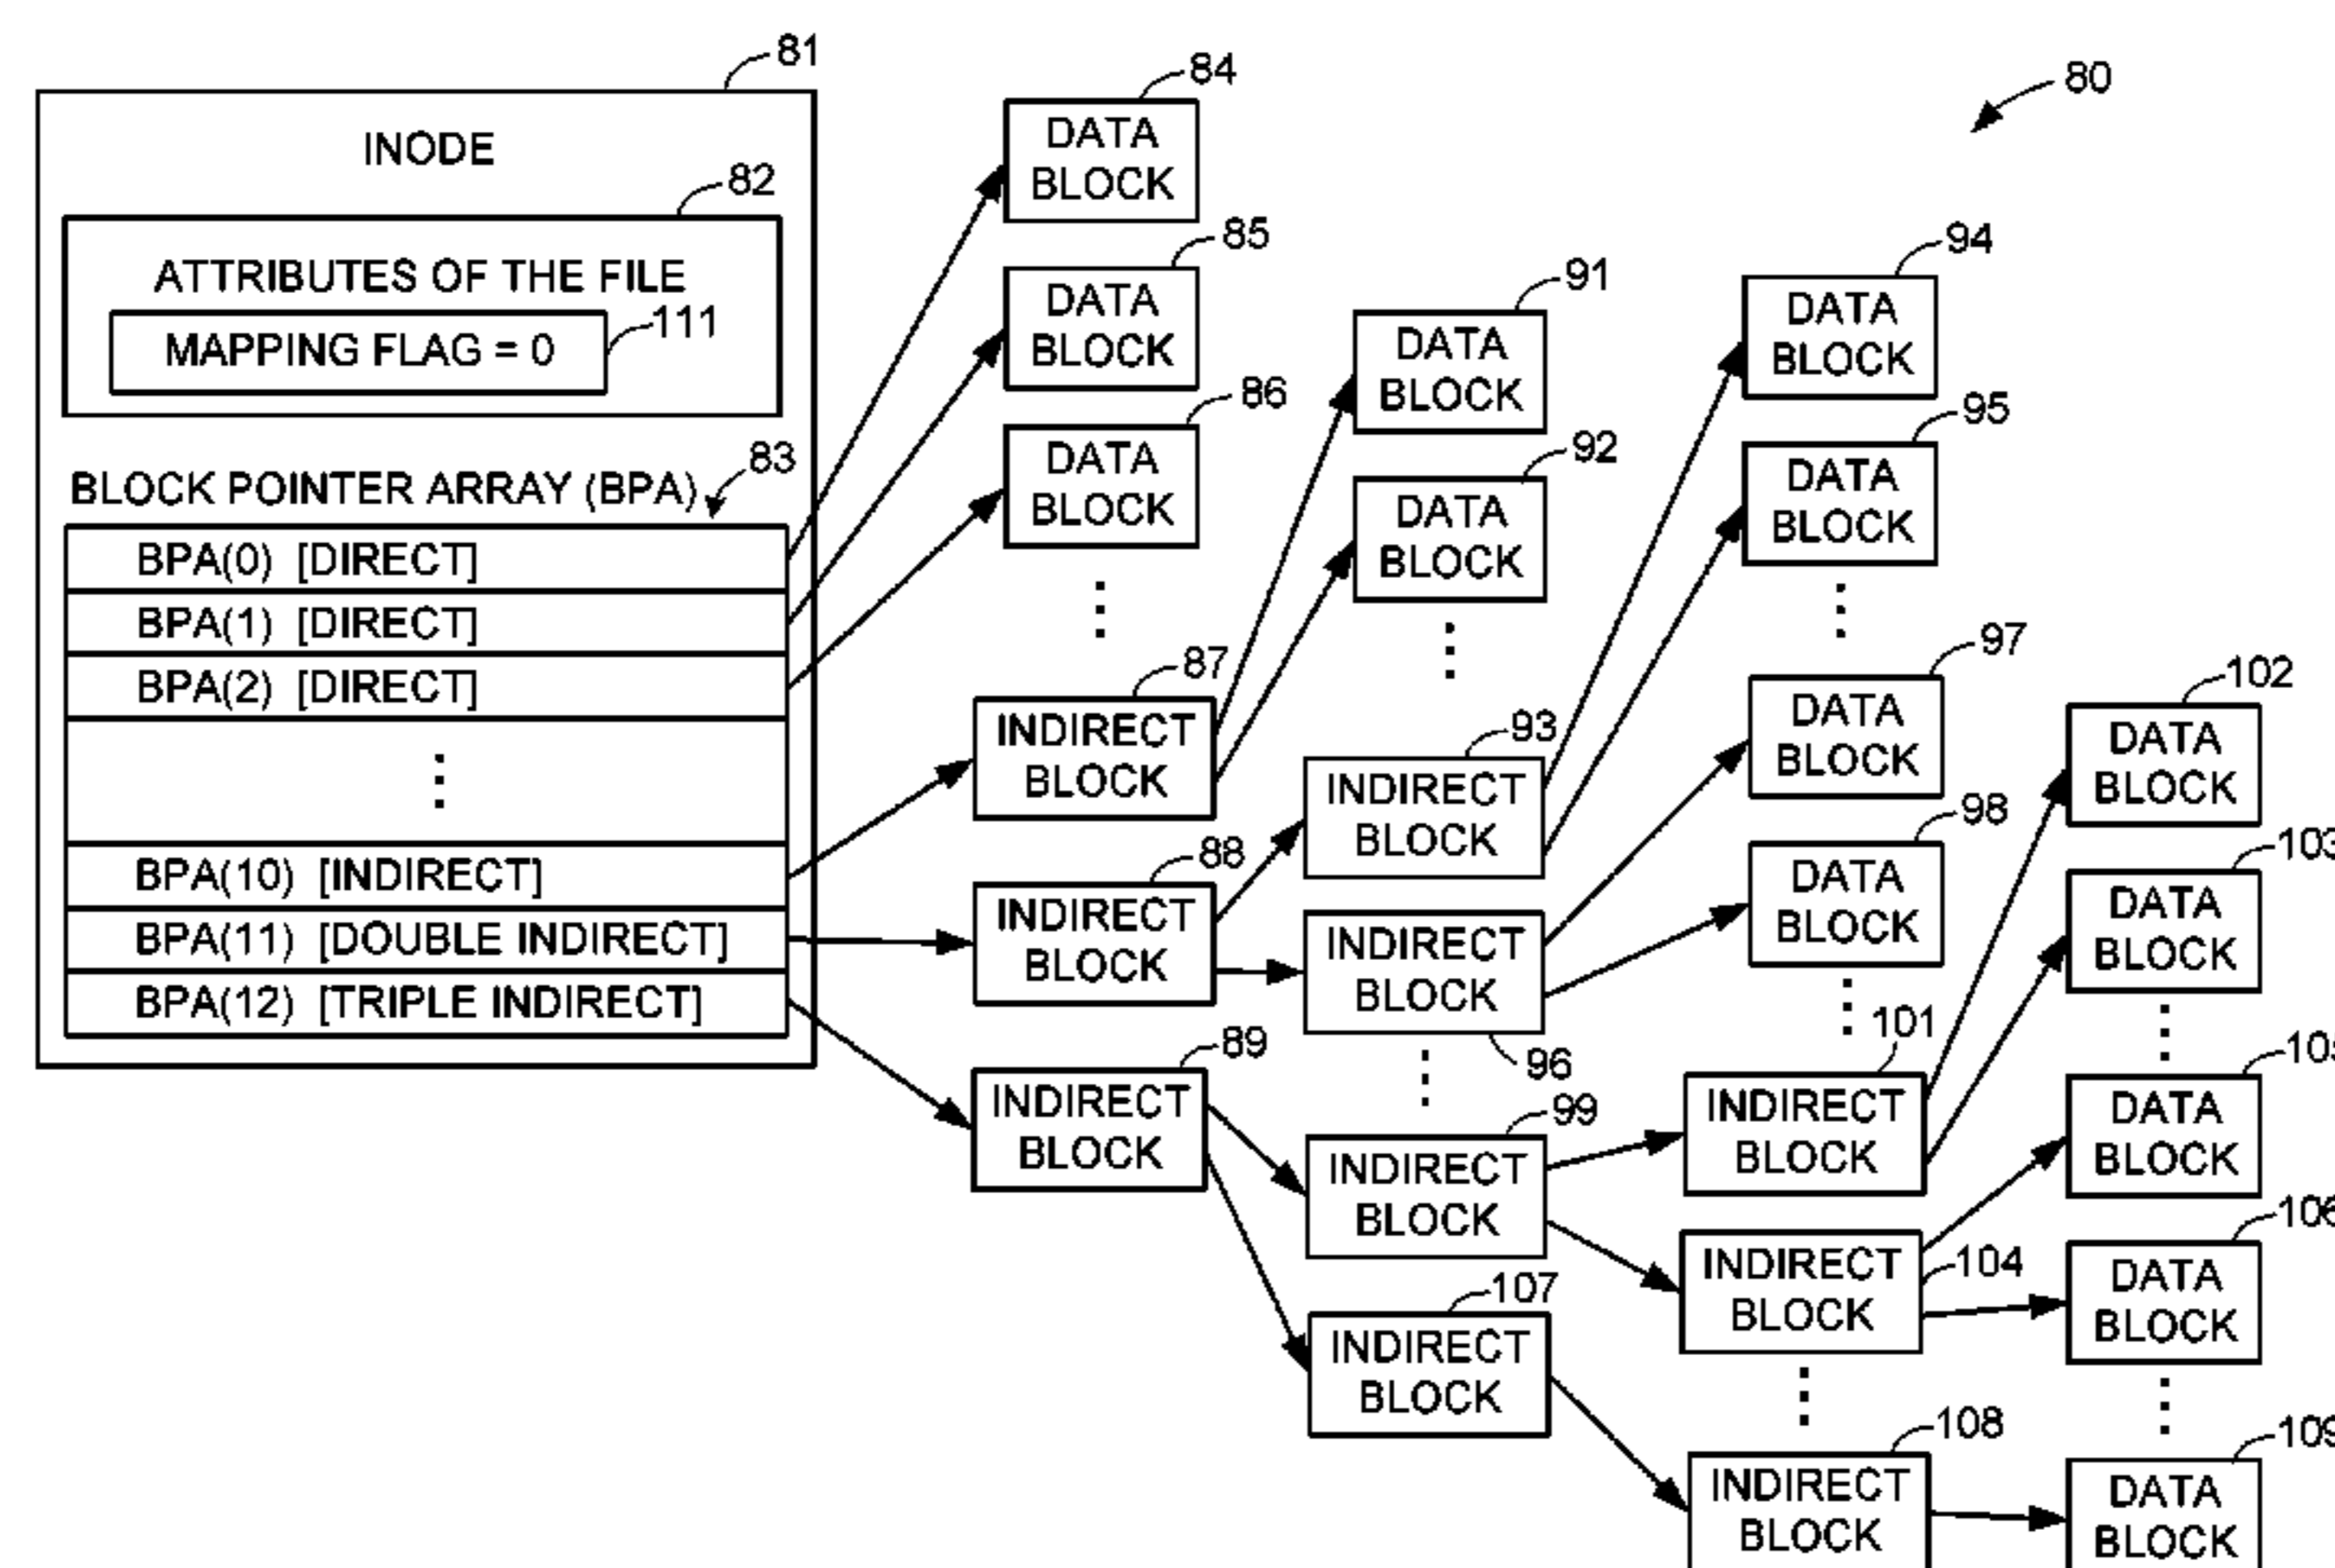 81
INODE
82
ATTRIBUTES OF THE FILE
MAPPING FLAG = 0
111
BLOCK POINTER ARRAY (BPA)
83
BPA(0) [DIRECT]
BPA(1) [DIRECT]
BPA(2) [DIRECT]
BPA(10) [INDIRECT]
BPA(11) [DOUBLE INDIRECT]
BPA(12) [TRIPLE INDIRECT]
84
DATA
BLOCK
85
DATA
BLOCK
86
DATA
BLOCK
87
INDIRECT
BLOCK
88
INDIRECT
BLOCK
89
INDIRECT
BLOCK
91
DATA
BLOCK
92
DATA
BLOCK
93
INDIRECT
BLOCK
INDIRECT
BLOCK
96
99
INDIRECT
BLOCK
107
INDIRECT
BLOCK
80
94
DATA
BLOCK
95
DATA
BLOCK
97
DATA
BLOCK
98
DATA
BLOCK
101
INDIRECT
BLOCK
INDIRECT
BLOCK
104
108
INDIRECT
BLOCK
102
DATA
BLOCK
103
DATA
BLOCK
105
DATA
BLOCK
106
DATA
BLOCK
109
DATA
BLOCK